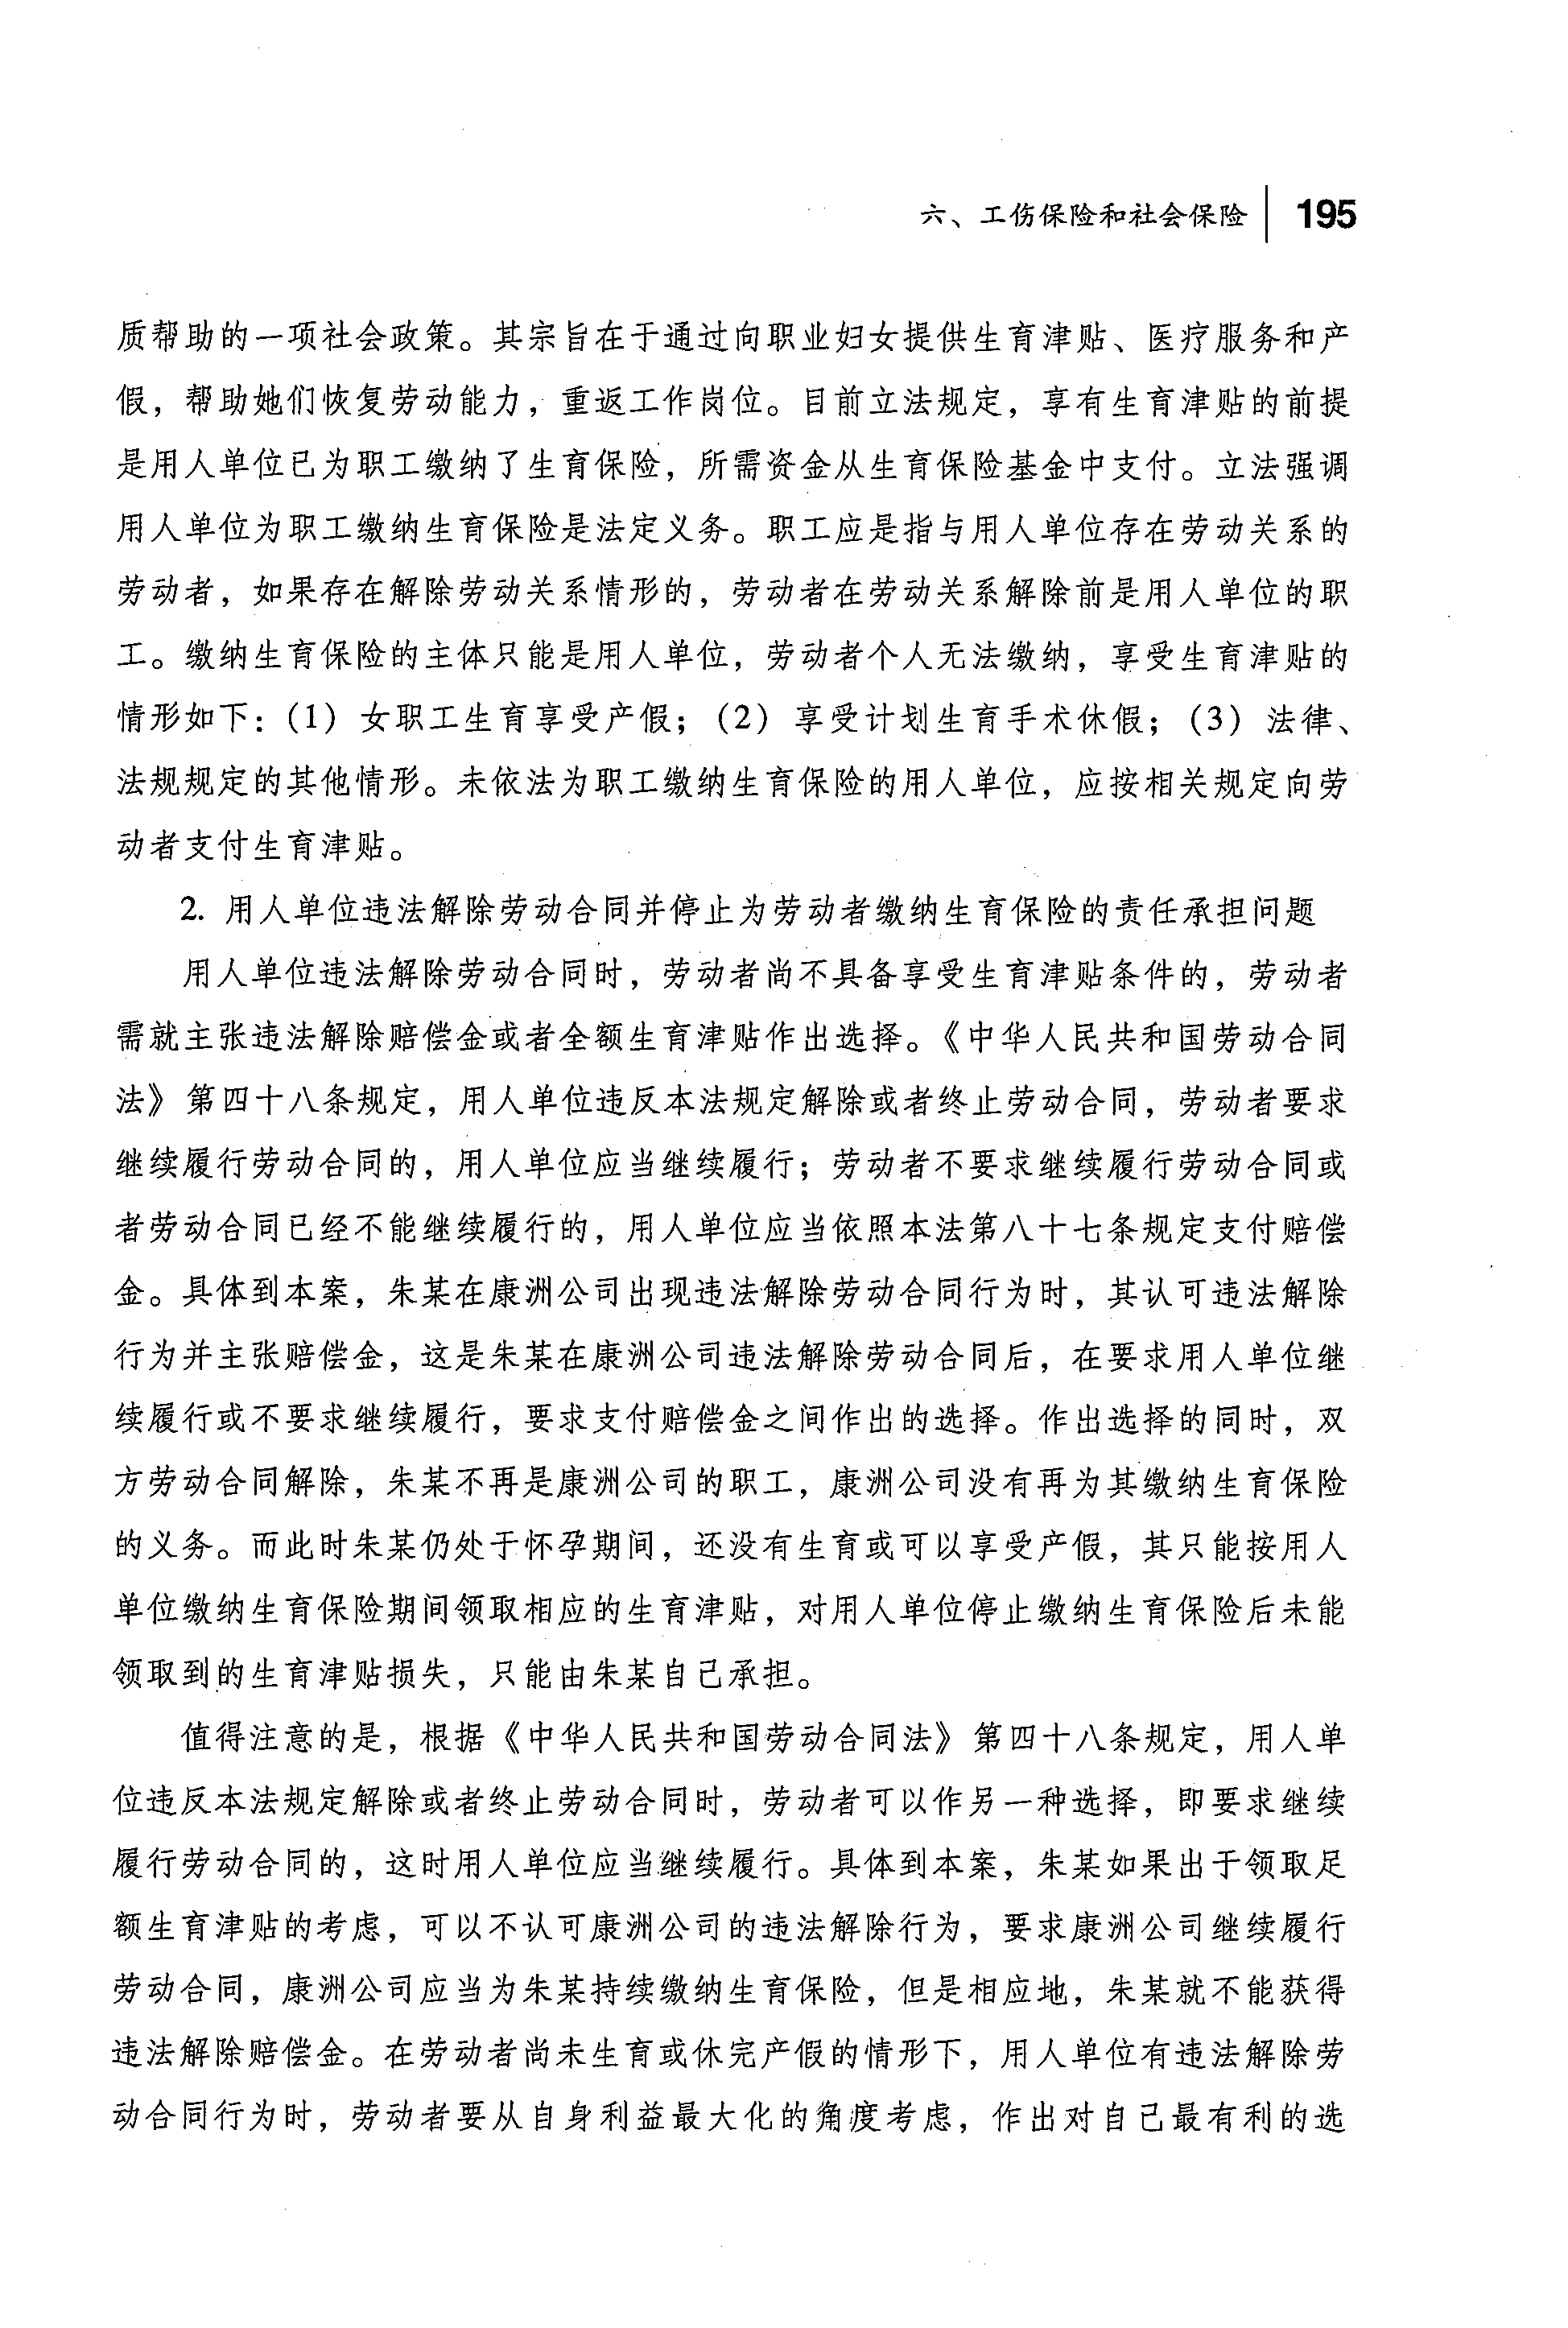 六、工伤保险和社会保险 195
质帮助的一项社会政策。其宗旨在于通过向职业妇女提供生育津贴、医疗服务和产
假，帮助她们恢复劳动能力，重返工作岗位。目前立法规定，享有生育津贴的前提
是用人单位已为职工缴纳了生育保险，所需资金从生育保险基金中支付。立法强调
用人单位为职工缴纳生育保险是法定义务。职工应是指与用人单位存在劳动关系的
劳动者，如果存在解除劳动关系情形的，劳动者在劳动关系解除前是用人单位的职
工。缴纳生育保险的主体只能是用人单位，劳动者个人无法缴纳，享受生育津贴的
情形如下：（1）女职工生育享受产假；（2）享受计划生育手术休假；（3）法律、
法规规定的其他情形。未依法为职工缴纳生育保险的用人单位，应按相关规定向劳
动者支付生育津贴。
2. 用人单位违法解除劳动合同并停止为劳动者缴纳生育保险的责任承担问题
用人单位违法解除劳动合同时，劳动者尚不具备享受生育津贴条件的，劳动者
需就主张违法解除赔偿金或者全额生育津贴作出选择。《中华人民共和国劳动合同
法》第四十八条规定，用人单位违反本法规定解除或者终止劳动合同，劳动者要求
继续履行劳动合同的，用人单位应当继续履行；劳动者不要求继续履行劳动合同或
者劳动合同已经不能继续履行的，用人单位应当依照本法第八十七条规定支付赔偿
金。具体到本案，朱某在康洲公司出现违法解除劳动合同行为时，其认可违法解除
行为并主张赔偿金，这是朱某在康洲公司违法解除劳动合同后，在要求用人单位继
续履行或不要求继续履行，要求支付赔偿金之间作出的选择。作出选择的同时，双
方劳动合同解除，朱某不再是康洲公司的职工，康洲公司没有再为其缴纳生育保险
的义务。而此时朱某仍处于怀孕期间，还没有生育或可以享受产假，其只能按用人
单位缴纳生育保险期间领取相应的生育津贴，对用人单位停止缴纳生育保险后未能
领取到的生育津贴损失，只能由朱某自己承担。
值得注意的是，根据《中华人民共和国劳动合同法》第四十八条规定，用人单
位违反本法规定解除或者终止劳动合同时，劳动者可以作另一种选择，即要求继续
履行劳动合同的，这时用人单位应当继续履行。具体到本案，朱某如果出于领取足
额生育津贴的考虑，可以不认可康洲公司的违法解除行为，要求康洲公司继续履行
劳动合同，康洲公司应当为朱某持续缴纳生育保险，但是相应地，朱某就不能获得
违法解除赔偿金。在劳动者尚未生育或休完产假的情形下，用人单位有违法解除劳
动合同行为时，劳动者要从自身利益最大化的角度考虑，作出对自己最有利的选